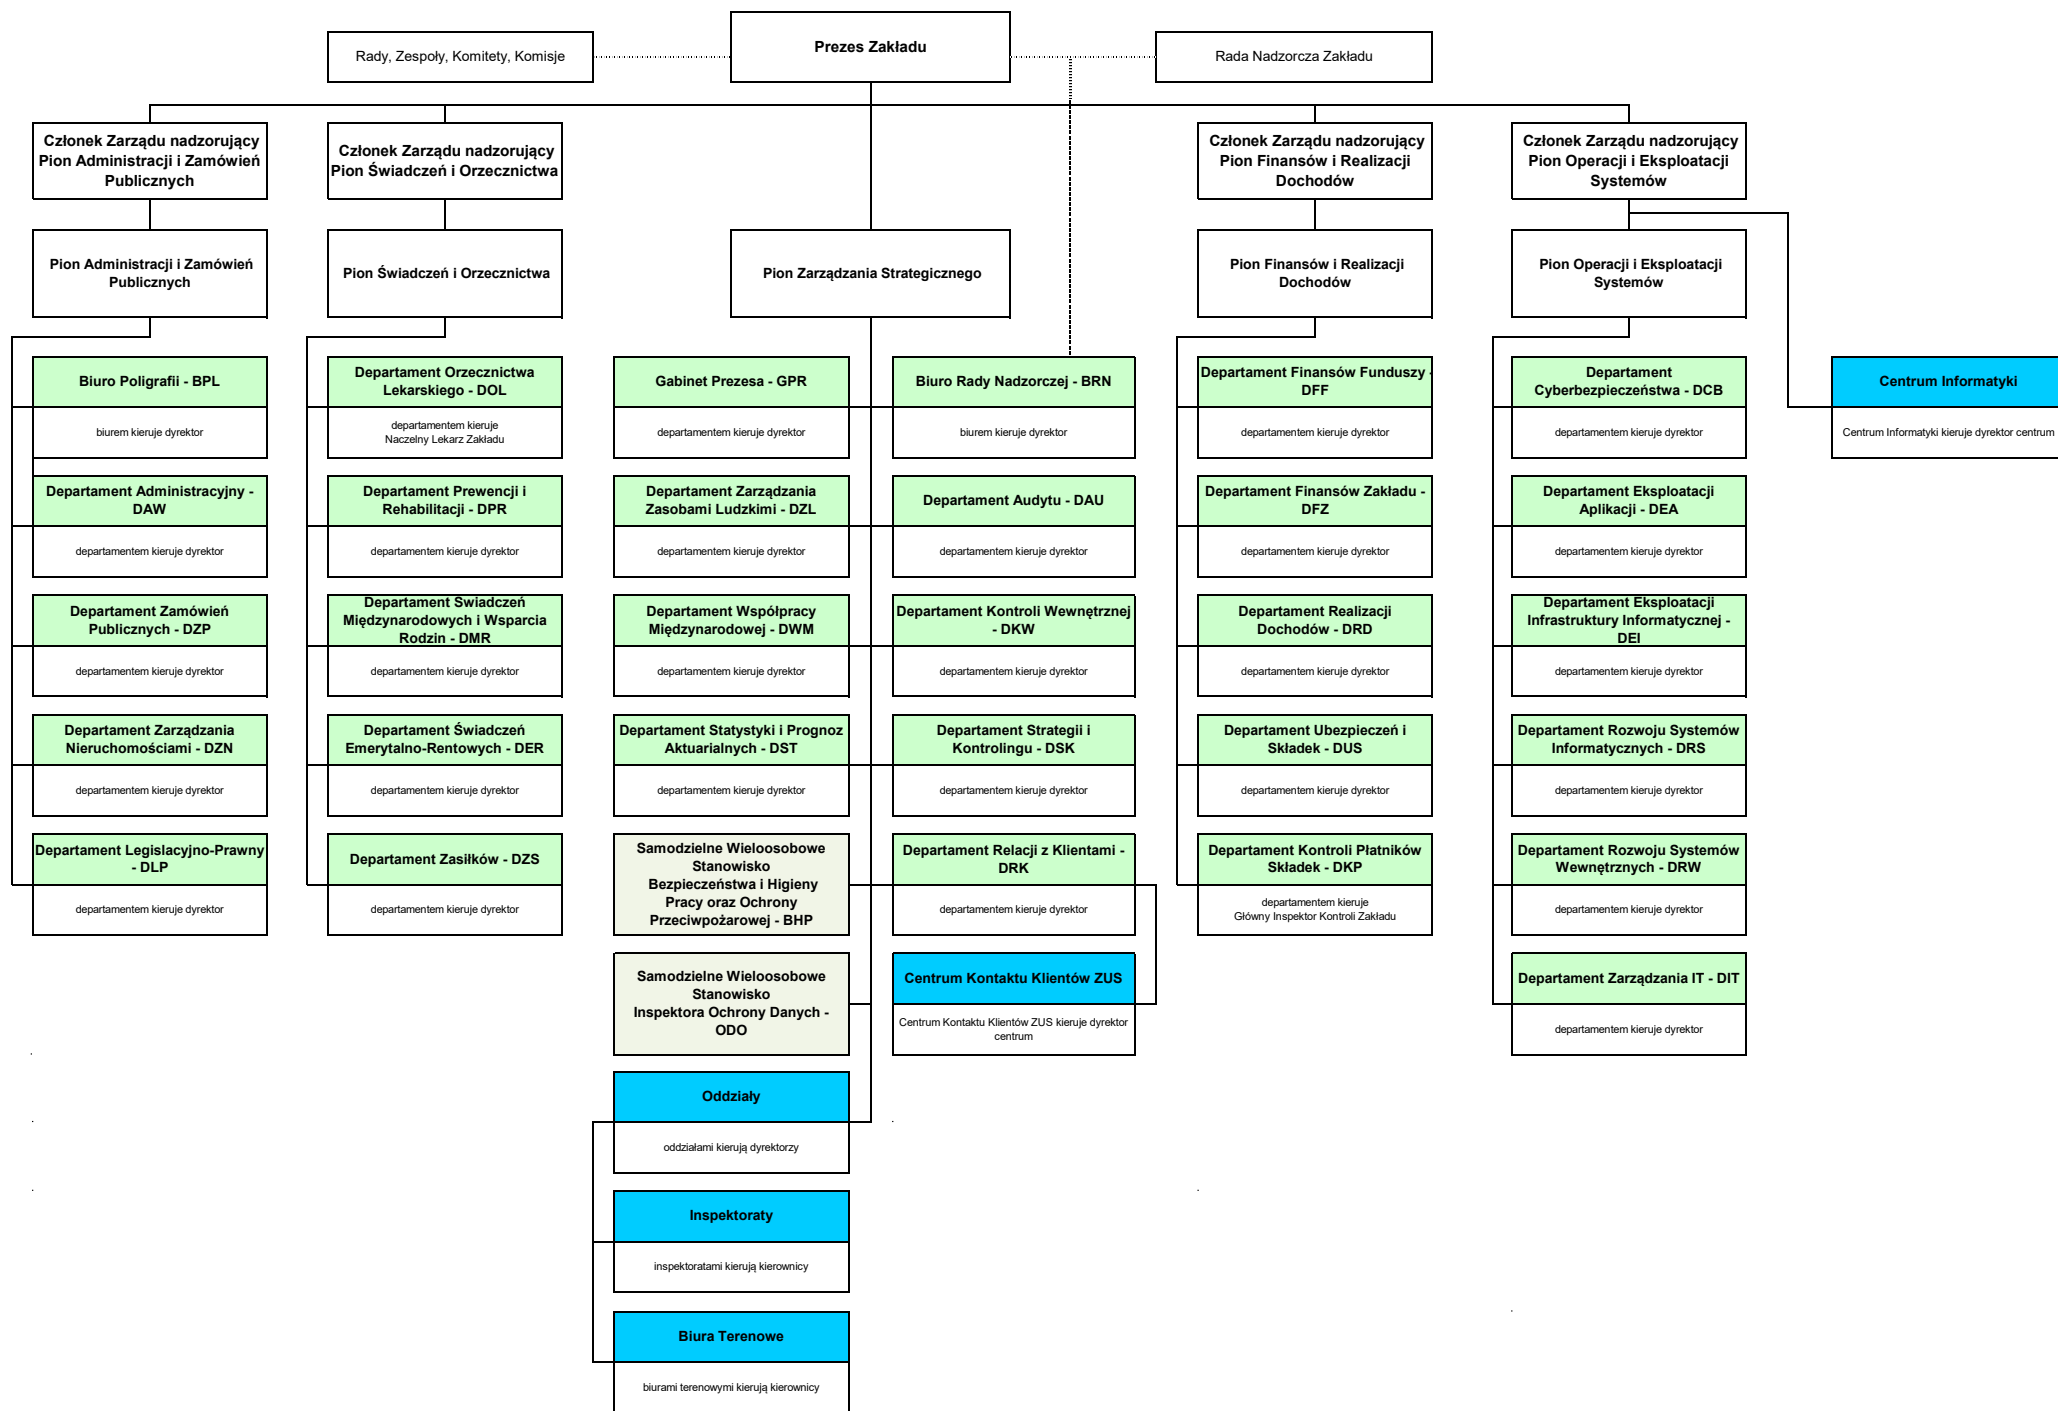 Prezes Zakładu
Rady, Zespoły, Komitety, Komisje
Rada Nadzorcza Zakładu
Członek Zarządu nadzorujący
Pion Administracji i Zamówień
Publicznych
Członek Zarządu nadzorujący
Pion Świadczeń i Orzecznictwa
Członek Zarządu nadzorujący
Pion Finansów i Realizacji
Dochodów
Członek Zarządu nadzorujący
Pion Operacji i Eksploatacji
Systemów
Pion Administracji i Zamówień
Publicznych
Pion Świadczeń i Orzecznictwa
Pion Zarządzania Strategicznego
Pion Finansów i Realizacji
Dochodów
Pion Operacji i Eksploatacji
Systemów
Biuro Poligrafii - BPL
biurem kieruje dyrektor
Departament Orzecznictwa
Lekarskiego - DOL
departamentem kieruje
Naczelny Lekarz Zakładu
Gabinet Prezesa - GPR
departamentem kieruje dyrektor
Biuro Rady Nadzorczej - BRN
biurem kieruje dyrektor
Departament Finansów Funduszy -
DFF
departamentem kieruje dyrektor
Departament
Cyberbezpieczeństwa - DCB
departamentem kieruje dyrektor
Centrum Informatyki
Centrum Informatyki kieruje dyrektor centrum
Departament Administracyjny -
DAW
departamentem kieruje dyrektor
Departament Prewencji i
Rehabilitacji - DPR
departamentem kieruje dyrektor
Departament Zarządzania
Zasobami Ludzkimi - DZL
departamentem kieruje dyrektor
Departament Audytu - DAU
departamentem kieruje dyrektor
Departament Finansów Zakładu -
DFZ
departamentem kieruje dyrektor
Departament Eksploatacji
Aplikacji - DEA
departamentem kieruje dyrektor
Departament Zamówień
Publicznych - DZP
departamentem kieruje dyrektor
Departament Świadczeń
Międzynarodowych i Wsparcia
Rodzin - DMR
departamentem kieruje dyrektor
Departament Współpracy
Międzynarodowej - DWM
departamentem kieruje dyrektor
Departament Kontroli Wewnętrznej
- DKW
departamentem kieruje dyrektor
Departament Realizacji
Dochodów - DRD
departamentem kieruje dyrektor
Departament Eksploatacji
Infrastruktury Informatycznej -
DEI
departamentem kieruje dyrektor
Departament Zarządzania
Nieruchomościami - DZN
departamentem kieruje dyrektor
Departament Świadczeń
Emerytalno-Rentowych - DER
departamentem kieruje dyrektor
Departament Statystyki i Prognoz
Aktuarialnych - DST
departamentem kieruje dyrektor
Departament Strategii i
Kontrolingu - DSK
departamentem kieruje dyrektor
Departament Ubezpieczeń i
Składek - DUS
departamentem kieruje dyrektor
Departament Rozwoju Systemów
Informatycznych - DRS
departamentem kieruje dyrektor
Departament Legislacyjno-Prawny
- DLP
departamentem kieruje dyrektor
Departament Zasiłków - DZS
departamentem kieruje dyrektor
Samodzielne Wieloosobowe
Stanowisko
Bezpieczeństwa i Higieny
Pracy oraz Ochrony
Przeciwpożarowej - BHP
Departament Relacji z Klientami -
DRK
departamentem kieruje dyrektor
Departament Kontroli Płatników
Składek - DKP
departamentem kieruje
Główny Inspektor Kontroli Zakładu
Departament Rozwoju Systemów
Wewnętrznych - DRW
departamentem kieruje dyrektor
Samodzielne Wieloosobowe
Stanowisko
Inspektora Ochrony Danych -
ODO
Centrum Kontaktu Klientów ZUS
Centrum Kontaktu Klientów ZUS kieruje dyrektor
centrum
Departament Zarządzania IT - DIT
departamentem kieruje dyrektor
Oddziały
oddziałami kierują dyrektorzy
Inspektoraty
inspektoratami kierują kierownicy
Biura Terenowe
biurami terenowymi kierują kierownicy